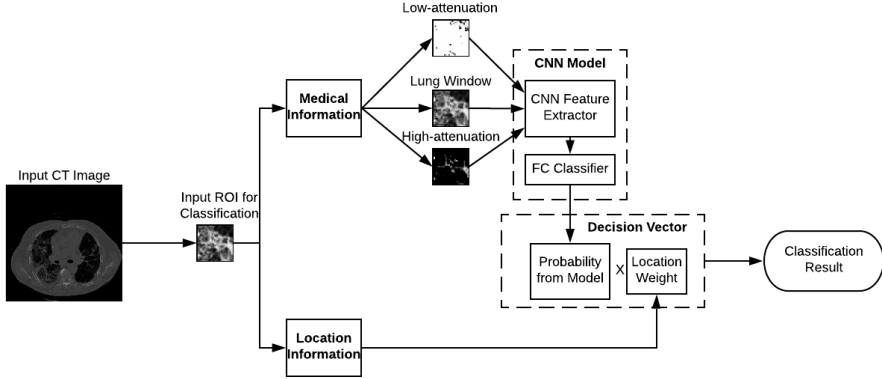 Low-attenuation
CNN Model
Lung Window
Medical
Information
CNN Feature
Extractor
High-attenuation
FC Classifier
Input CT Image
Input ROI for
Classification
Decision Vector
Probability
from Model
X
Location
Weight
Classification
Result
Location
Information